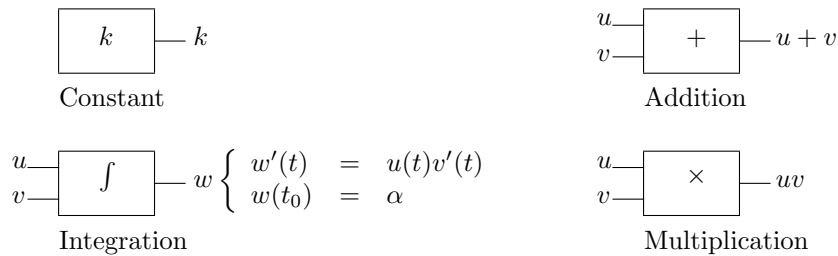 k k
u
v + u + v
Constant
Addition
u
v ∫ w { w′(t) = u(t)v′(t)
w(t₀) = α
u
v × uv
Integration
Multiplication